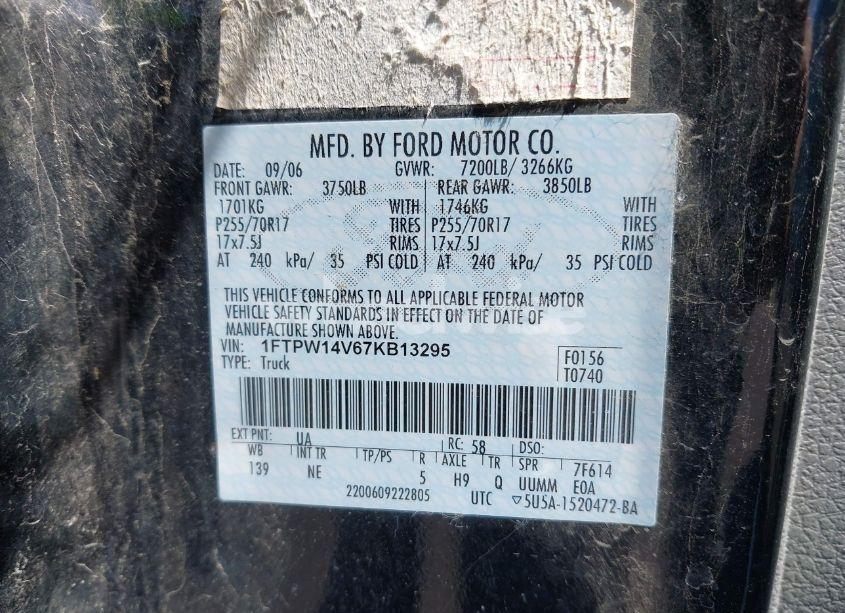 MFD. BY FORD MOTOR CO.
DATE: 09/06 GVWR: 7200LB/ 3266KG
FRONT GAWR: 3750LB REAR GAWR: 3850LB
1701KG WITH 1746KG WITH
P255/70R17 TIRES P255/70R17 TIRES
17x7.5J RIMS 17x7.5J RIMS
AT 240 kPa/ 35 PSI COLD AT 240 kPa/ 35 PSI COLD
THIS VEHICLE CONFORMS TO ALL APPLICABLE FEDERAL MOTOR
VEHICLE SAFETY STANDARDS IN EFFECT ON THE DATE OF
MANUFACTURE SHOWN ABOVE.
VIN: 1FTPW14V67KB13295 F0156
TYPE: Truck T0740
EXT PNT: UA RC: 58 DSO:
WB INT TR TP/PS R AXLE TR SPR 7F614
139 NE 5 H9 Q UUMM E0A
2200609222805 UTC ▽5U5A-1520472-BA